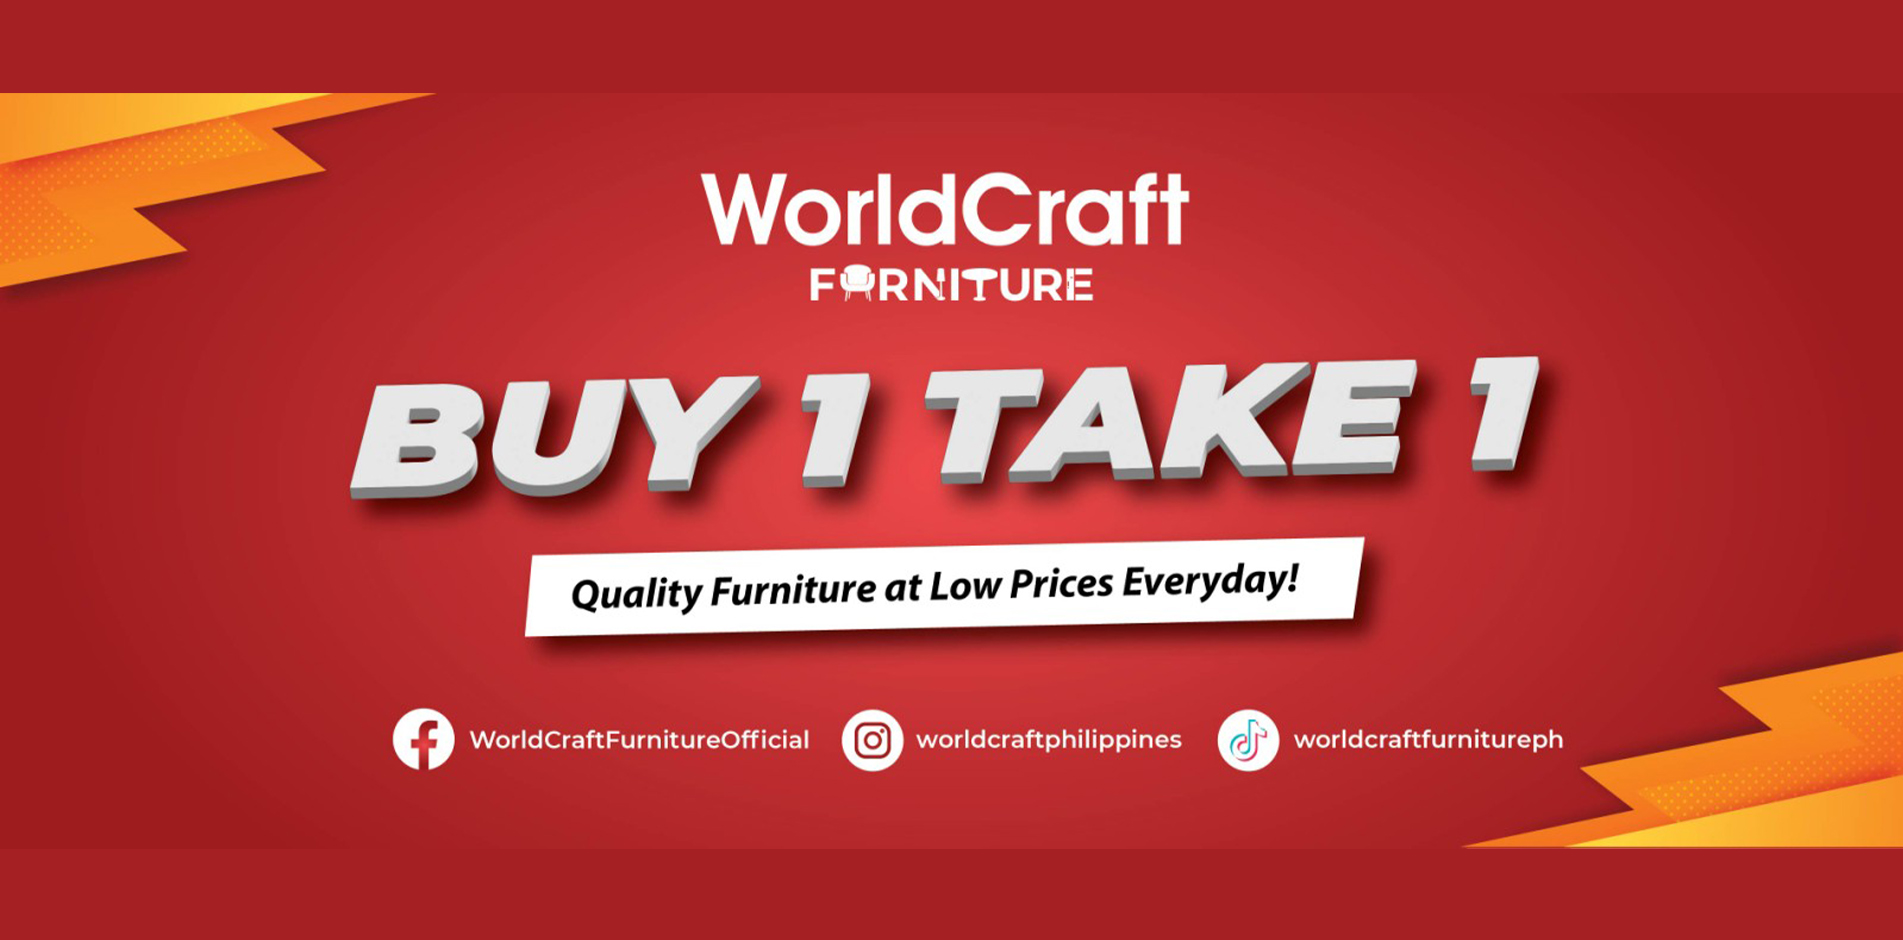 WorldCraft
FURNITURE
BUY 1 TAKE 1
Quality Furniture at Low Prices Everyday!
WorldCraftFurnitureOfficial worldcraftphilippines worldcraftfurnitureph